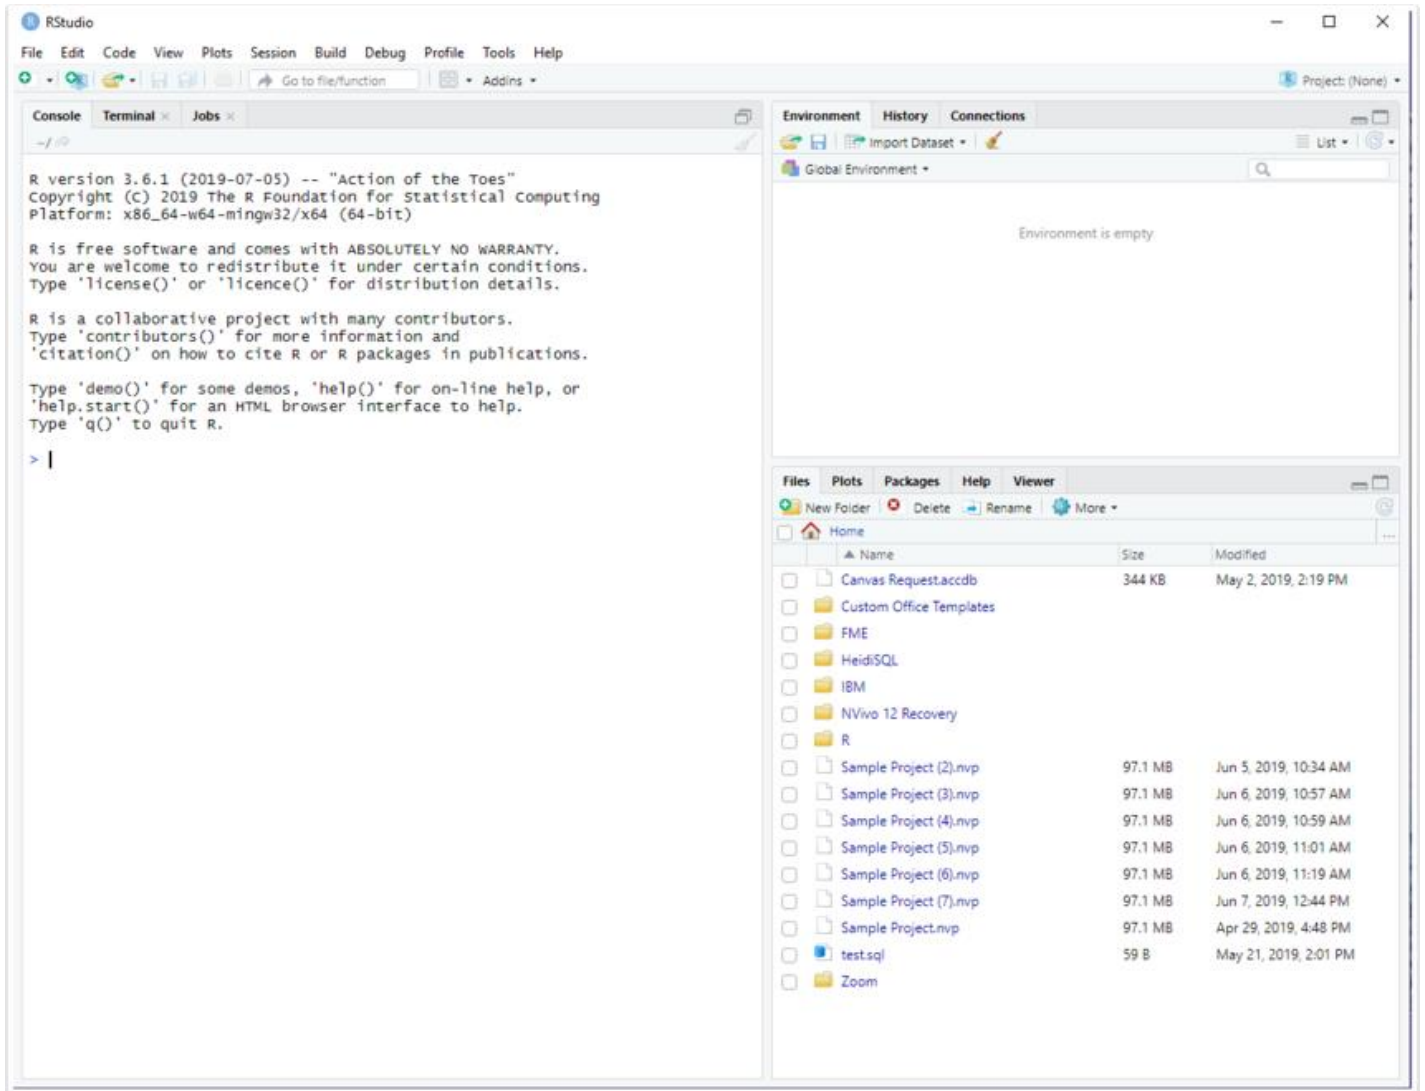 RStudio
File Edit Code View Plots Session Build Debug Profile Tools Help
Go to file/function Addins Project: (None)
Console Terminal Jobs
~/
R version 3.6.1 (2019-07-05) -- "Action of the Toes"
Copyright (C) 2019 The R Foundation for Statistical Computing
Platform: x86_64-w64-mingw32/x64 (64-bit)
R is free software and comes with ABSOLUTELY NO WARRANTY.
You are welcome to redistribute it under certain conditions.
Type 'license()' or 'licence()' for distribution details.
R is a collaborative project with many contributors.
Type 'contributors()' for more information and
'citation()' on how to cite R or R packages in publications.
Type 'demo()' for some demos, 'help()' for on-line help, or
'help.start()' for an HTML browser interface to help.
Type 'q()' to quit R.
>
Environment History Connections
Import Dataset List
Global Environment
Environment is empty
Files Plots Packages Help Viewer
New Folder Delete Rename More
Home ...
Name Size Modified
Canvas Request.accdb 344 KB May 2, 2019, 2:19 PM
Custom Office Templates
FME
HeidiSQL
IBM
NVivo 12 Recovery
R
Sample Project (2).nvp 97.1 MB Jun 5, 2019, 10:34 AM
Sample Project (3).nvp 97.1 MB Jun 6, 2019, 10:57 AM
Sample Project (4).nvp 97.1 MB Jun 6, 2019, 10:59 AM
Sample Project (5).nvp 97.1 MB Jun 6, 2019, 11:01 AM
Sample Project (6).nvp 97.1 MB Jun 6, 2019, 11:19 AM
Sample Project (7).nvp 97.1 MB Jun 7, 2019, 12:44 PM
Sample Project.nvp 97.1 MB Apr 29, 2019, 4:48 PM
test.sql 59 B May 21, 2019, 2:01 PM
Zoom